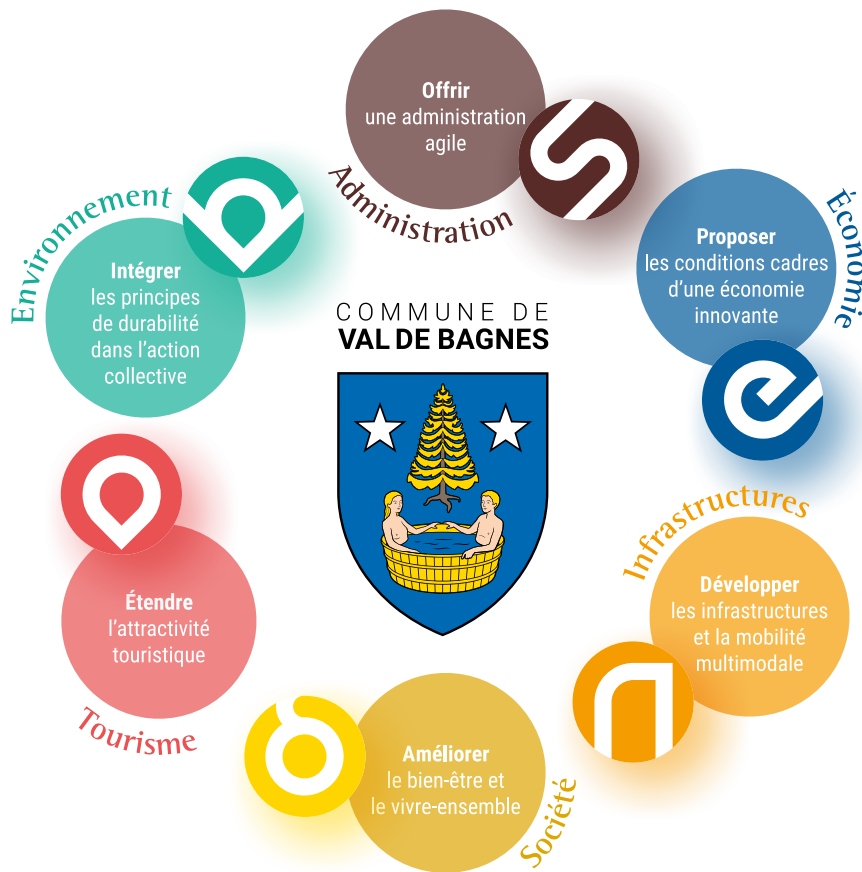 Offrir
une administration
agile
Administration
Proposer
les conditions cadres
d'une économie
innovante
Économie
Développer
les infrastructures
et la mobilité
multimodale
Infrastructures
Améliorer
le bien-être et
le vivre-ensemble
Société
Étendre
l'attractivité
touristique
Tourisme
Intégrer
les principes
de durabilité
dans l'action
collective
Environnement
COMMUNE DE
VAL DE BAGNES